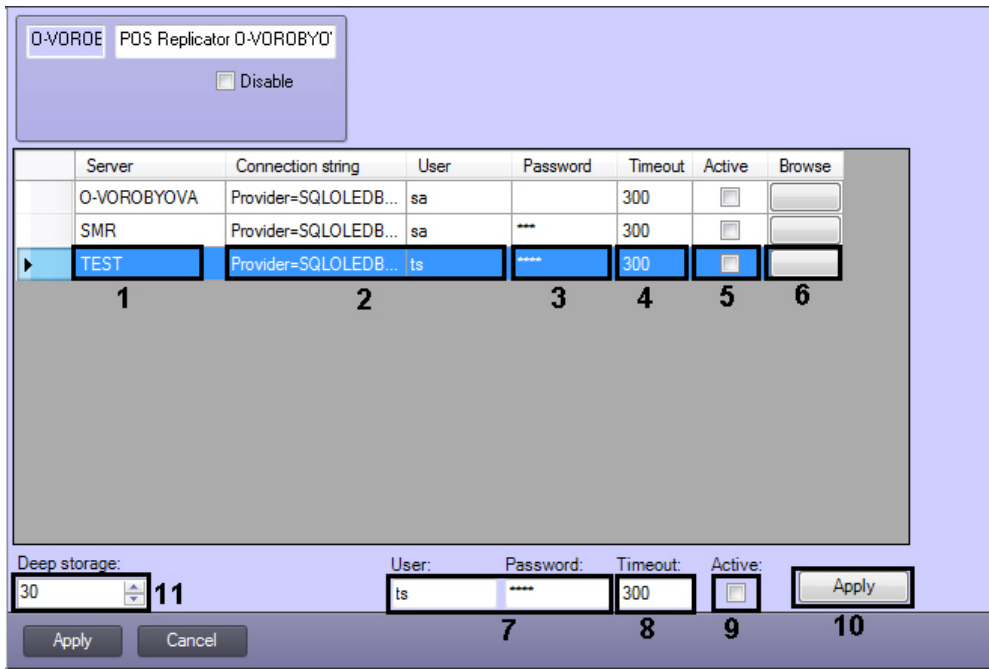 O-VOROE POS Replicator O-VOROBYO'
Disable
Server Connection string User Password Timeout Active Browse
O-VOROBYOVA Provider=SQLOLEDB... sa 300
SMR Provider=SQLOLEDB... sa *** 300
TEST Provider=SQLOLEDB... ts **** 300
1 2 3 4 5 6
Deep storage: User: Password: Timeout: Active:
30 11 ts **** 300 Apply
7 8 9 10
Apply Cancel